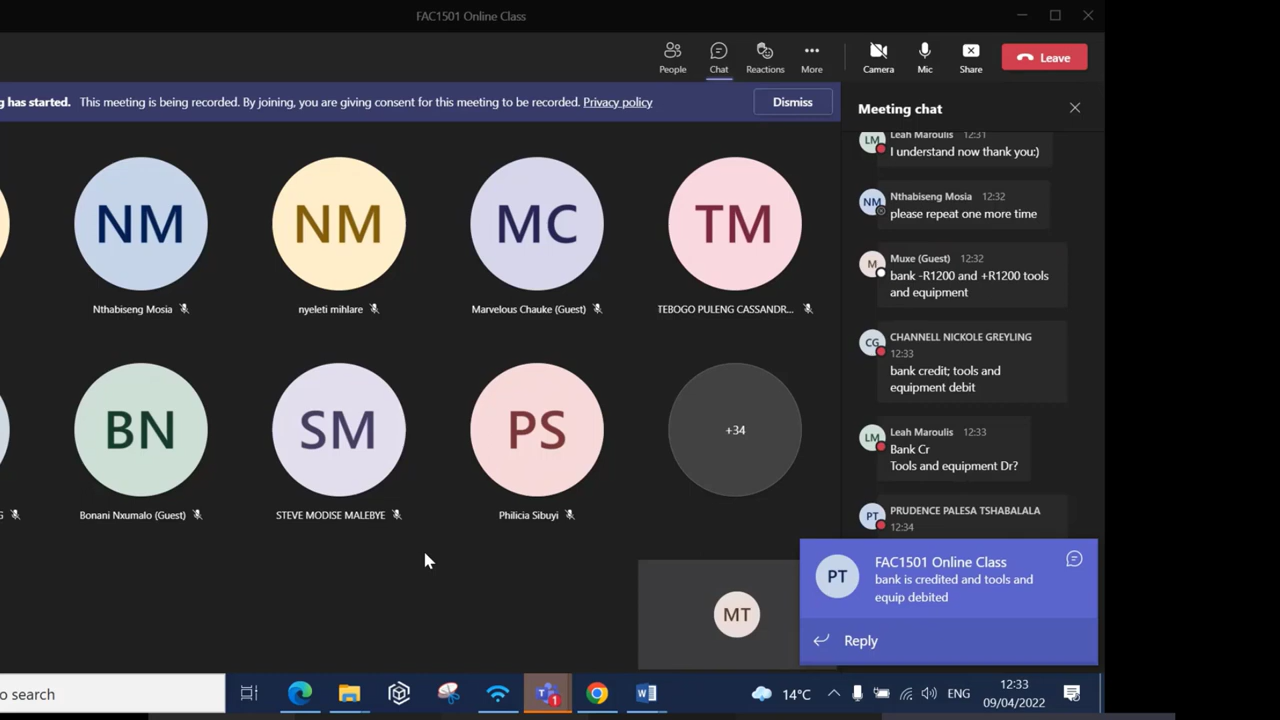 FAC1501 Online Class
People
Chat
Reactions
More
Camera
Mic
Share
Leave
g has started. This meeting is being recorded. By joining, you are giving consent for this meeting to be recorded. Privacy policy
Dismiss
Meeting chat
LM
Leah Maroulis 12:31
I understand now thank you:)
NM
Nthabiseng Mosia 12:32
please repeat one more time
M
Muxe (Guest) 12:32
bank -R1200 and +R1200 tools
and equipment
CG
CHANNELL NICKOLE GREYLING
12:33
bank credit; tools and
equipment debit
LM
Leah Maroulis 12:33
Bank Cr
Tools and equipment Dr?
PT
PRUDENCE PALESA TSHABALALA
12:34
NM
NM
MC
TM
Nthabiseng Mosia
nyeleti mihlare
Marvelous Chauke (Guest)
TEBOGO PULENG CASSANDR...
BN
SM
PS
+34
G
Bonani Nxumalo (Guest)
STEVE MODISE MALEBYE
Philicia Sibuyi
MT
PT
FAC1501 Online Class
bank is credited and tools and
equip debited
Reply
o search
1
14°C
ENG
12:33
09/04/2022